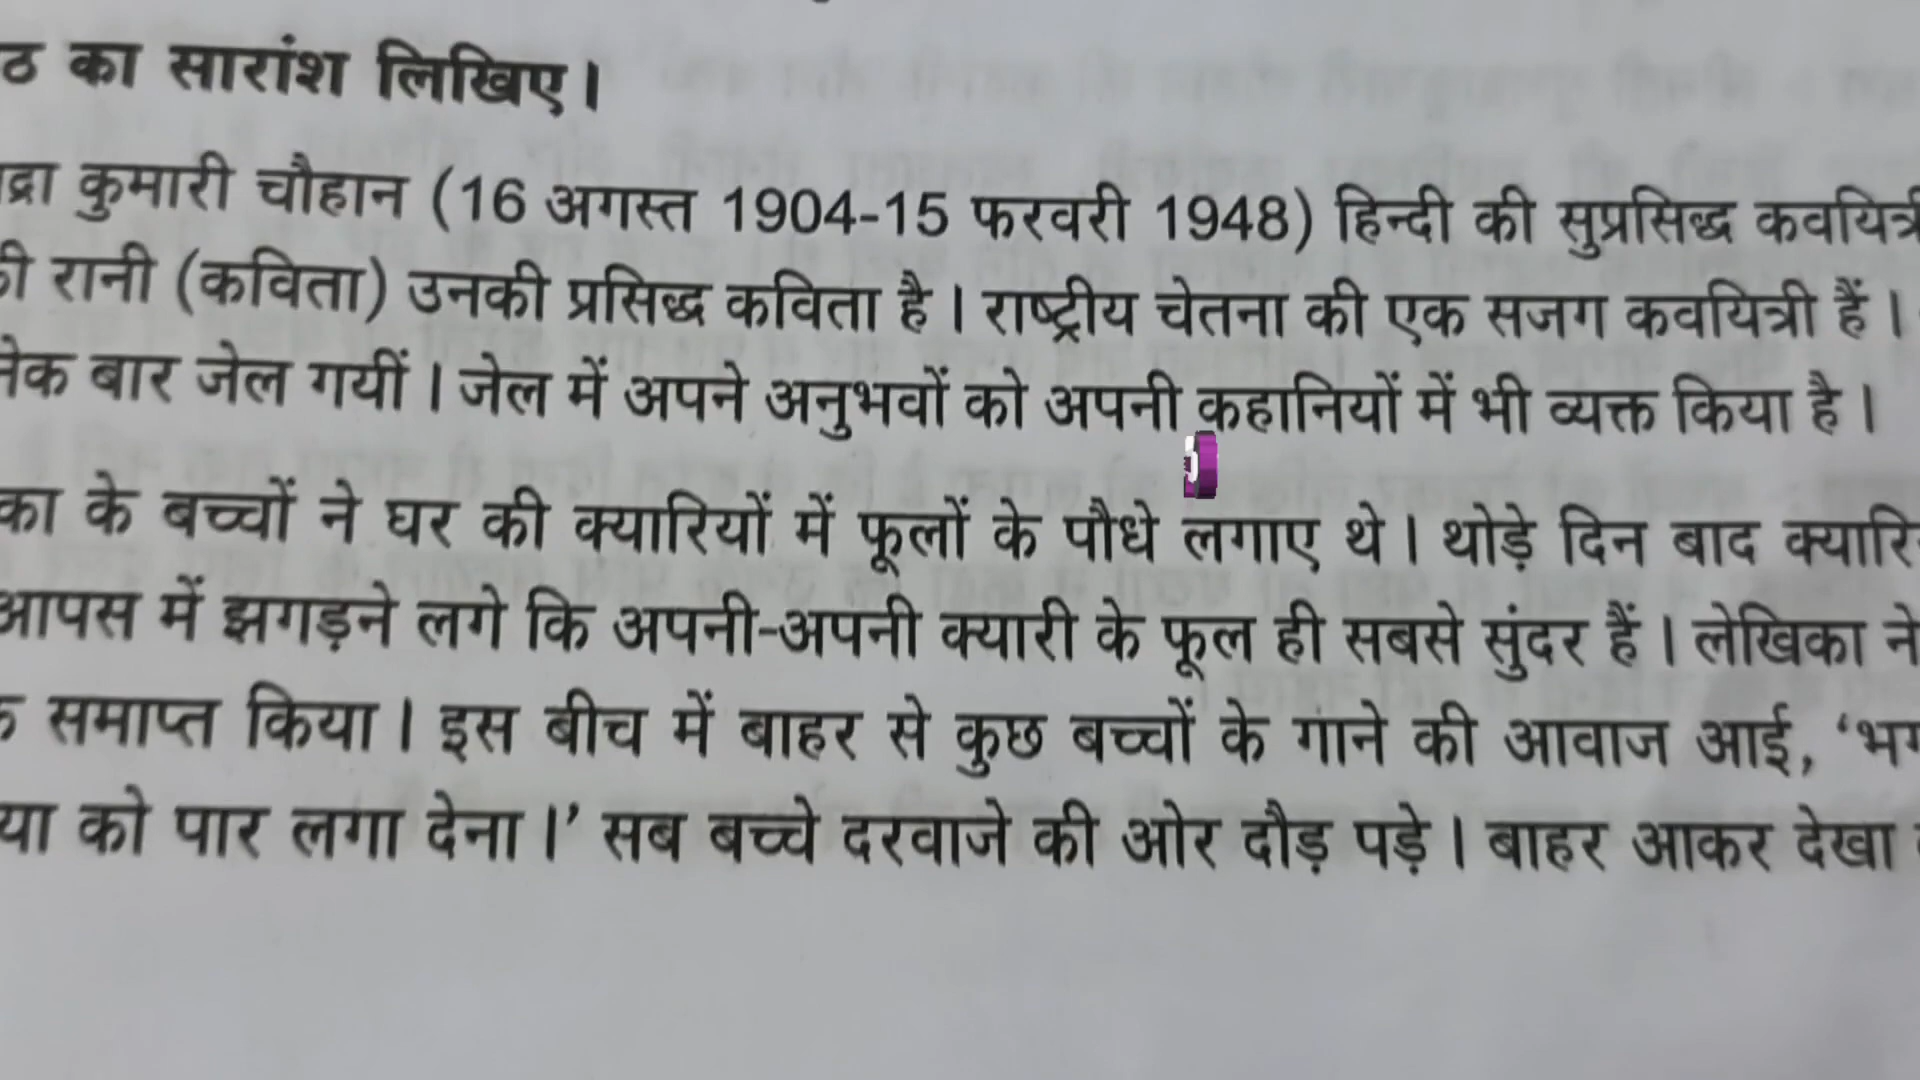 का सारांश लिखिए।
कुमारी चौहान (16 अगस्त 1904-15 फरवरी 1948) हिन्दी की सुप्रसिद्ध कवयित्री
रानी (कविता) उनकी प्रसिद्ध कविता है। राष्ट्रीय चेतना की एक सजग कवयित्री हैं।
बार जेल गयीं। जेल में अपने अनुभवों को अपनी कहानियों में भी व्यक्त किया है।
के बच्चों ने घर की क्यारियों में फूलों के पौधे लगाए थे। थोड़े दिन बाद
आपस में झगड़ने लगे कि अपनी-अपनी क्यारी के फूल ही सबसे सुंदर हैं। लेखिका ने
समाप्त किया। इस बीच में बाहर से कुछ बच्चों के गाने की आवाज आई,
को पार लगा देना।’ सब बच्चे दरवाजे की ओर दौड़ पड़े। बाहर आकर देखा